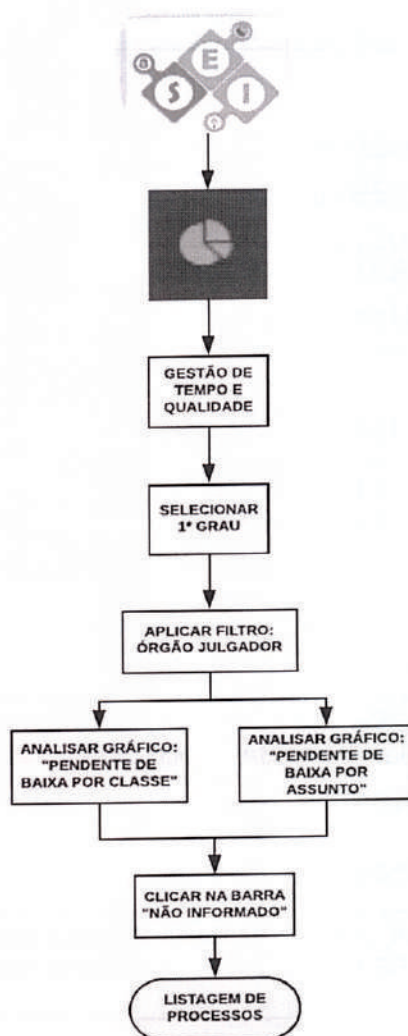 SEI
GESTÃO DE
TEMPO E
QUALIDADE
SELECIONAR
1º GRAU
APLICAR FILTRO:
ÓRGÃO JULGADOR
ANALISAR GRÁFICO:
"PENDENTE DE
BAIXA POR CLASSE"
ANALISAR GRÁFICO:
"PENDENTE DE
BAIXA POR
ASSUNTO"
CLICAR NA BARRA
"NÃO INFORMADO"
LISTAGEM DE
PROCESSOS